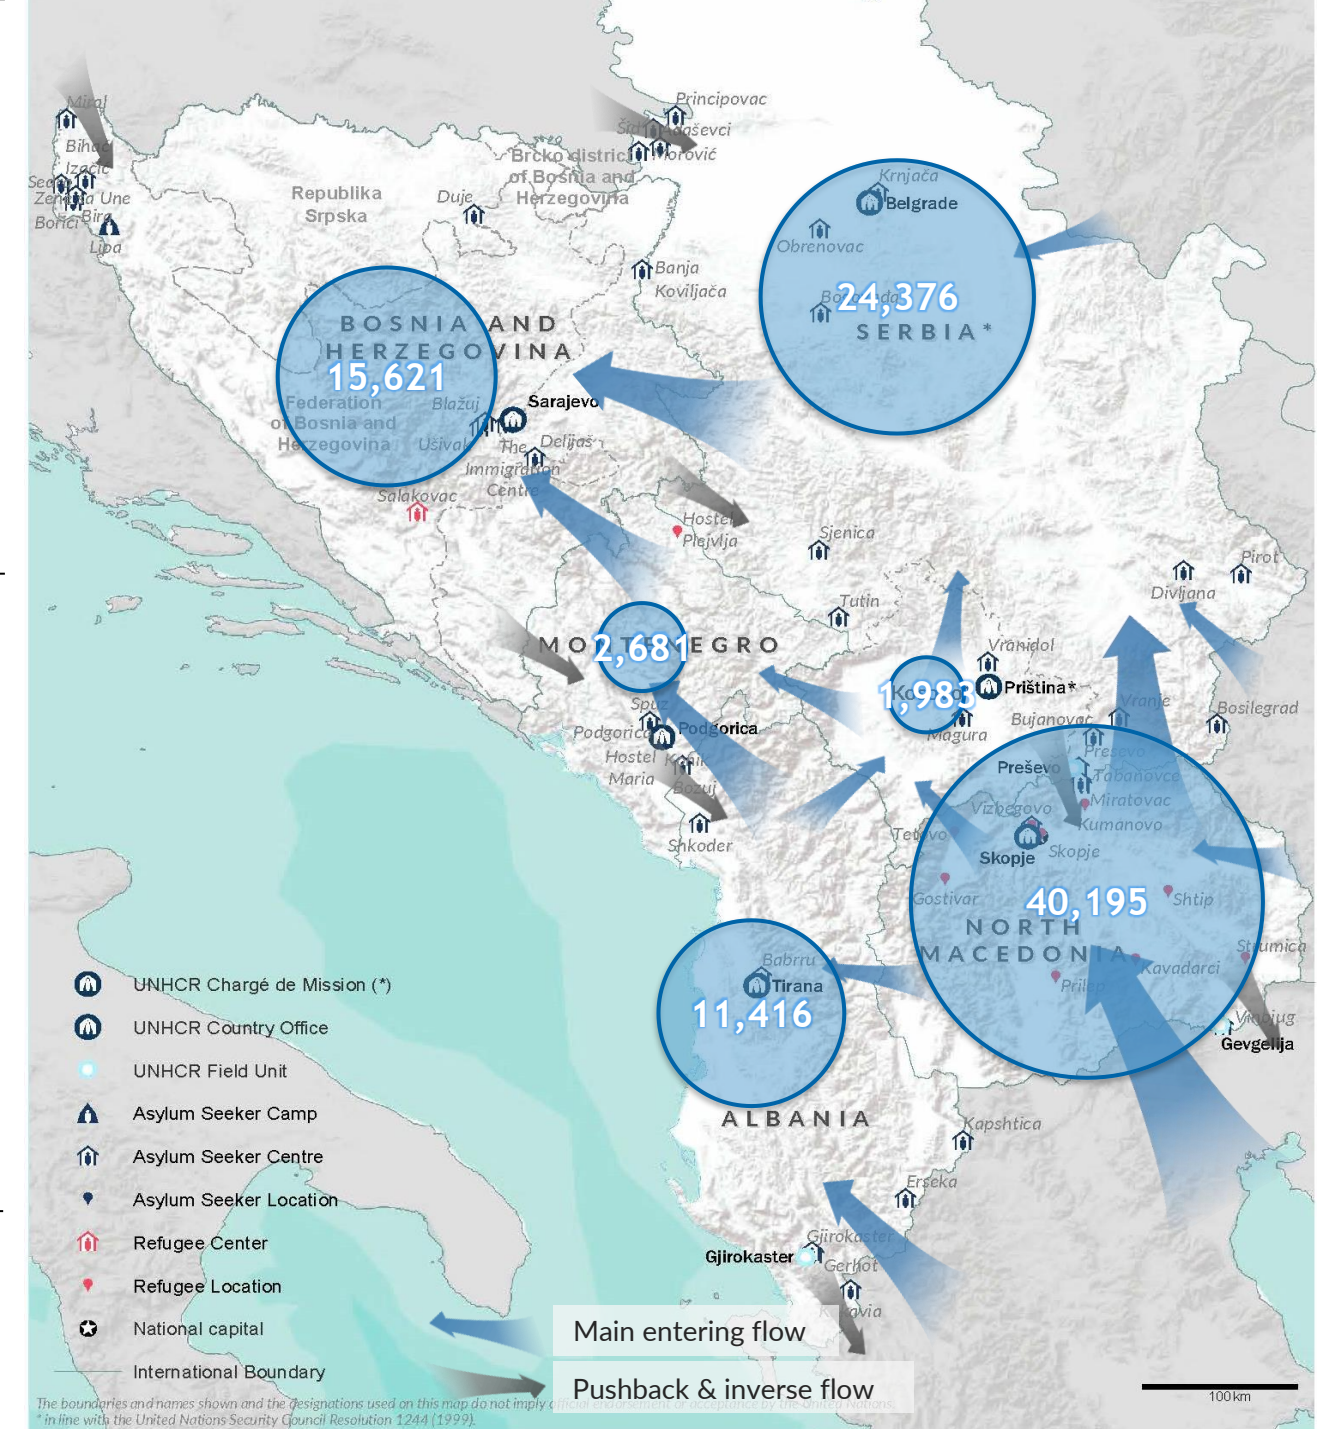 Miral
Principovac
Adaševci
Morović
Bihać
Izačić
Brcko district
of Bosnia and
Herzegovina
Krnjača
Belgrade
Republika
Srpska
Duje
Borići
Bira
Lipa
Obrenovac
Banja
Koviljača
24,376
SERBIA*
BOSNIA AND
HERZEGOVINA
15,621
Federation
of Bosnia and
Herzegovina
Blažuj
Sarajevo
Ušivak
The
Delijaš
Immigration
Centre
Salakovac
Hostel
Plejvlja
Sjenica
Pirot
Divljana
Tutin
MONTENEGRO
2,681
Vranidol
1,983
Priština*
Spuž
Vranje
Bosilegrad
Podgorica
Podgorica
Bujanovac
Magura
Hostel
Maria
Bozuj
Preševo
Tabanovce
Miratovac
Vizbegovo
Kumanovo
Tetovo
Shkoder
Skopje
Skopje
Gostivar
40,195
Shtip
NORTH
MACEDONIA
Strumica
Kavadarci
Prilep
Babrru
Tirana
11,416
Vinojug
Gevgelija
ALBANIA
Kapshtica
Erseka
Gjirokaster
Gjirokaster
Gerhot
UNHCR Chargé de Mission (*)
UNHCR Country Office
UNHCR Field Unit
Asylum Seeker Camp
Asylum Seeker Centre
Asylum Seeker Location
Refugee Center
Refugee Location
National capital
International Boundary
Main entering flow
Pushback & inverse flow
100 km
The boundaries and names shown and the designations used on this map do not imply official endorsement or acceptance by the United Nations.
* in line with the United Nations Security Council Resolution 1244 (1999).